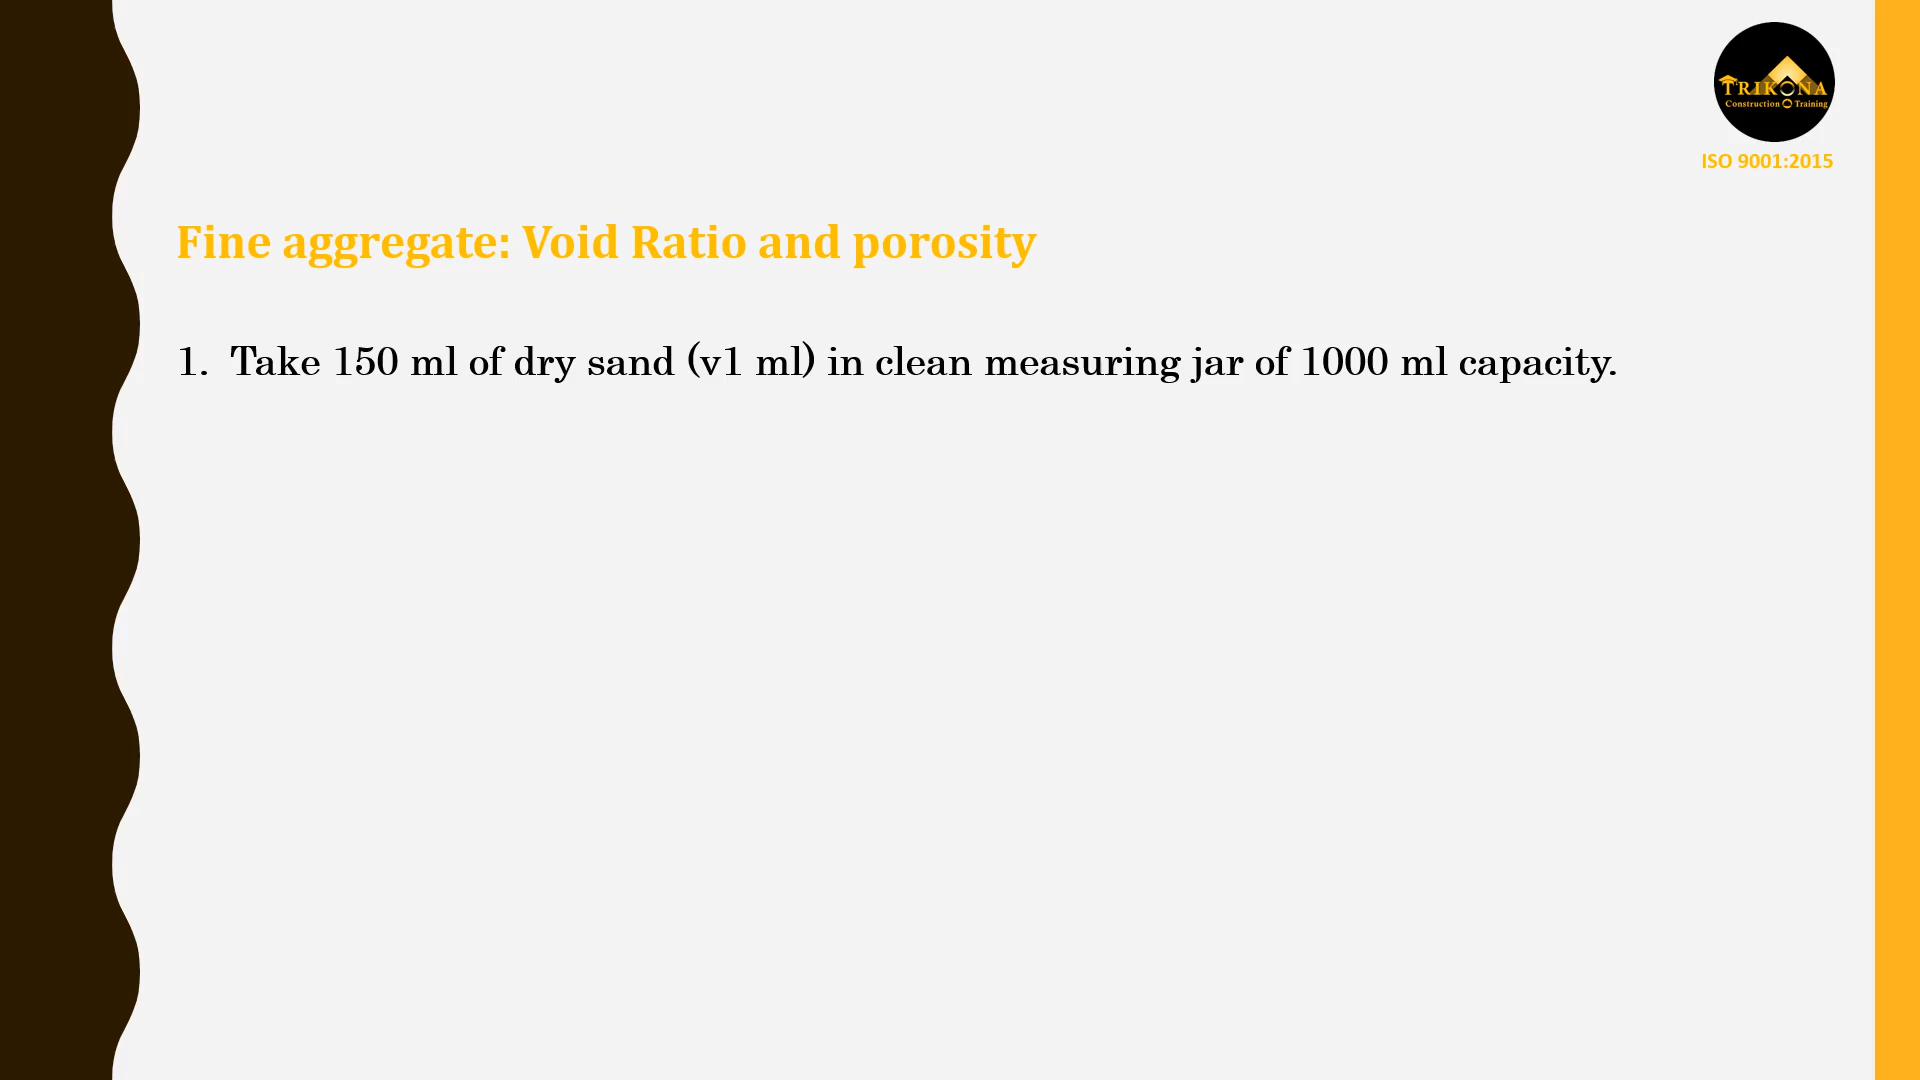 TRIKONA
Construction Training
ISO 9001:2015
Fine aggregate: Void Ratio and porosity
1. Take 150 ml of dry sand (v1 ml) in clean measuring jar of 1000 ml capacity.